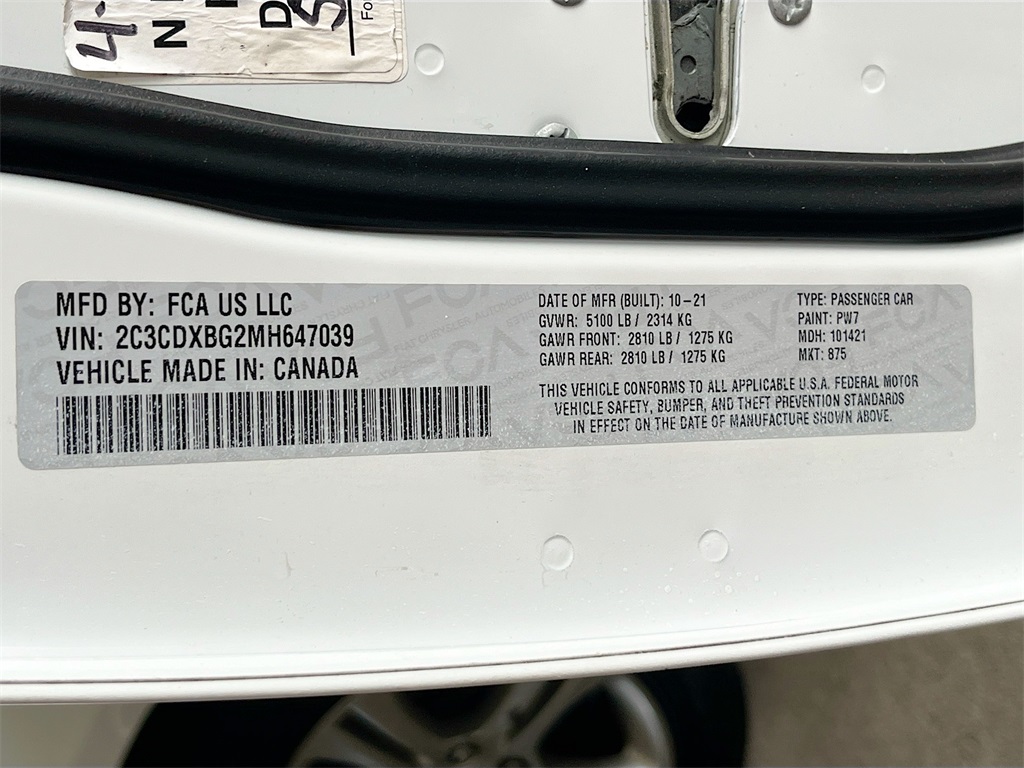 4-
5
MFD BY: FCA US LLC
VIN: 2C3CDXBG2MH647039
VEHICLE MADE IN: CANADA
DATE OF MFR (BUILT): 10-21
GVWR: 5100 LB / 2314 KG
GAWR FRONT: 2810 LB / 1275 KG
GAWR REAR: 2810 LB / 1275 KG
TYPE: PASSENGER CAR
PAINT: PW7
MDH: 101421
MKT: 875
THIS VEHICLE CONFORMS TO ALL APPLICABLE U.S.A. FEDERAL MOTOR
VEHICLE SAFETY, BUMPER, AND THEFT PREVENTION STANDARDS
IN EFFECT ON THE DATE OF MANUFACTURE SHOWN ABOVE.